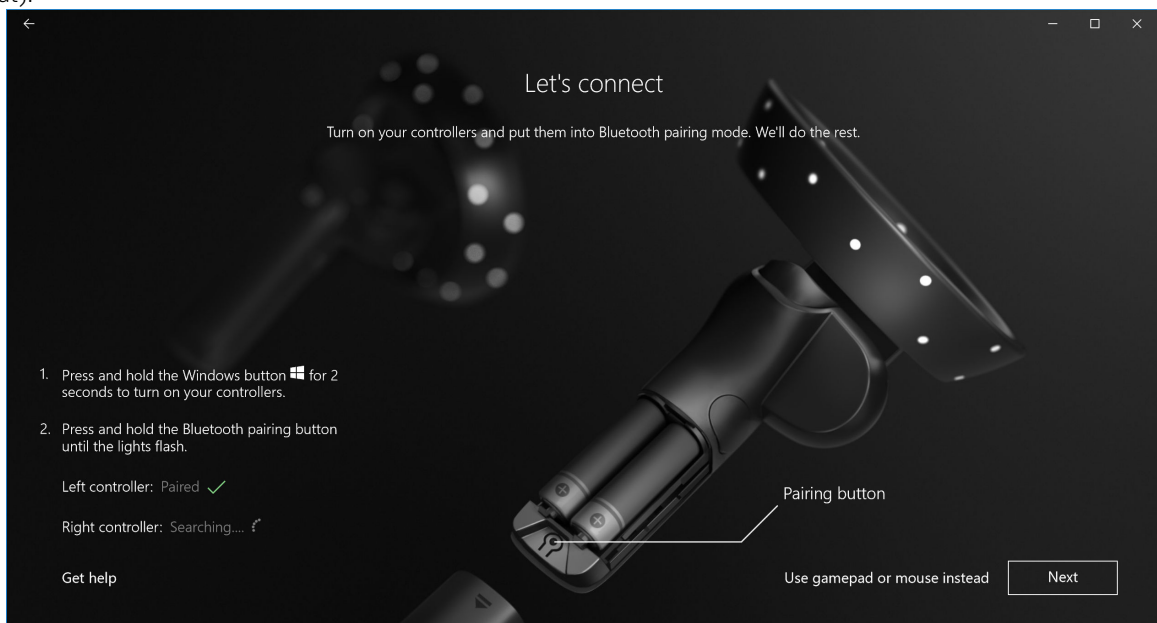 ut).
Let's connect
Turn on your controllers and put them into Bluetooth pairing mode. We'll do the rest.
1. Press and hold the Windows button for 2
seconds to turn on your controllers.
2. Press and hold the Bluetooth pairing button
until the lights flash.
Left controller: Paired
Right controller: Searching....
Pairing button
Get help
Use gamepad or mouse instead
Next